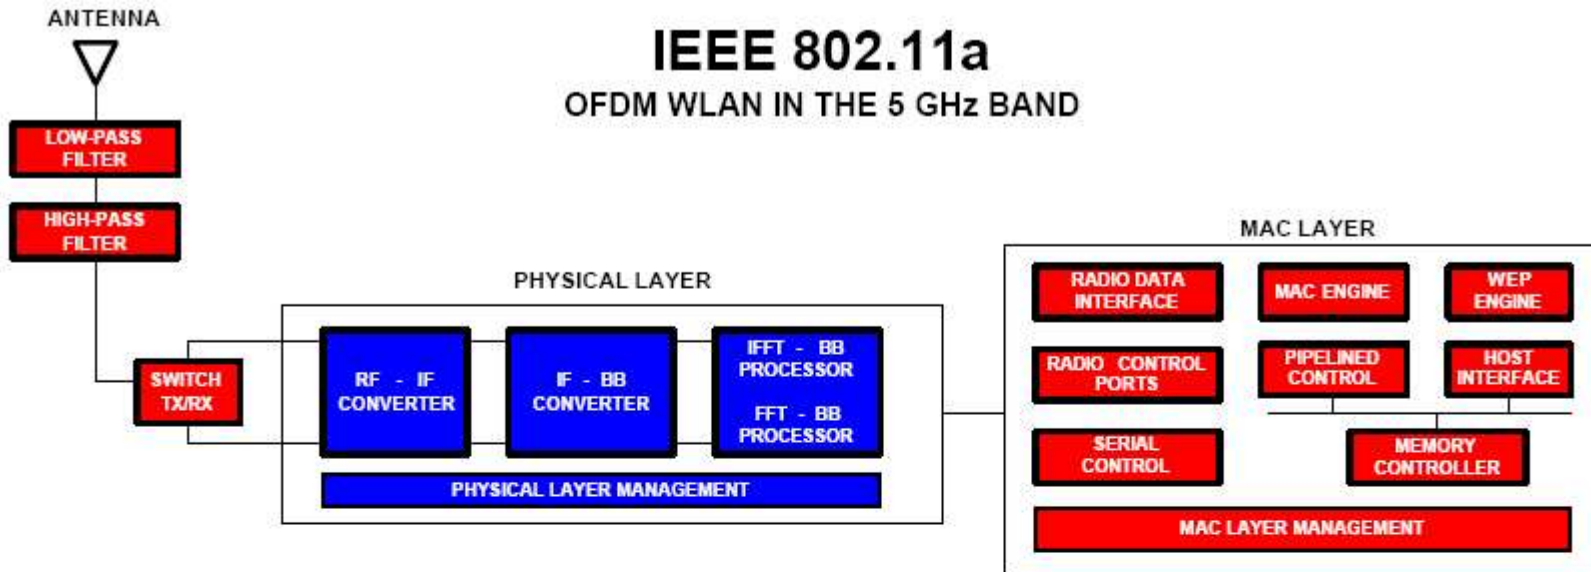 ANTENNA
IEEE 802.11a
OFDM WLAN IN THE 5 GHz BAND
LOW-PASS
FILTER
HIGH-PASS
FILTER
SWITCH
TX/RX
PHYSICAL LAYER
RF - IF
CONVERTER
IF - BB
CONVERTER
IFFT - BB
PROCESSOR
FFT - BB
PROCESSOR
PHYSICAL LAYER MANAGEMENT
MAC LAYER
RADIO DATA
INTERFACE
MAC ENGINE
WEP
ENGINE
RADIO CONTROL
PORTS
PIPELINED
CONTROL
HOST
INTERFACE
SERIAL
CONTROL
MEMORY
CONTROLLER
MAC LAYER MANAGEMENT